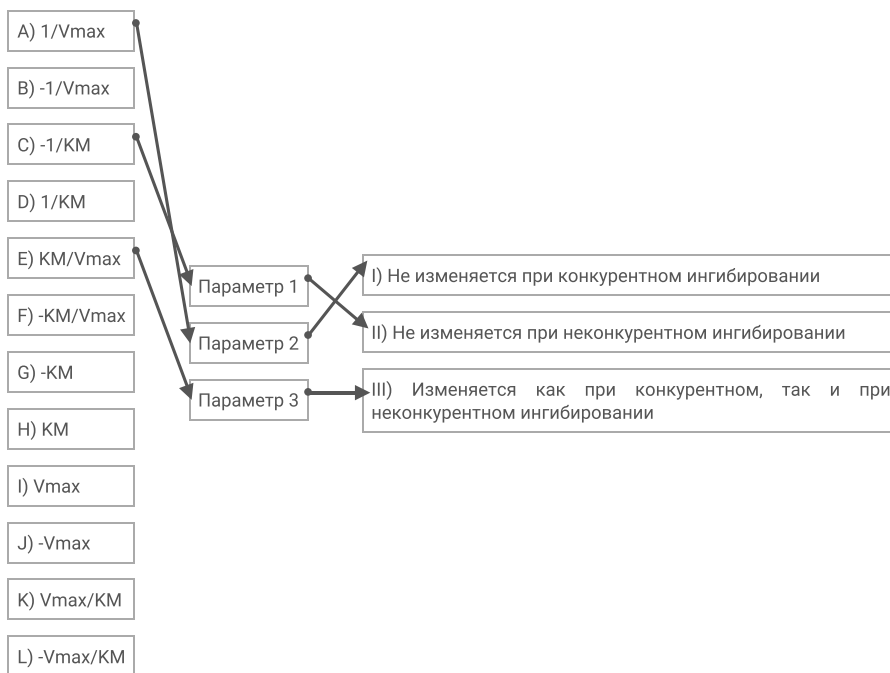 A) 1/Vmax
B) -1/Vmax
C) -1/KM
D) 1/KM
E) KM/Vmax
F) -KM/Vmax
G) -KM
H) KM
I) Vmax
J) -Vmax
K) Vmax/KM
L) -Vmax/KM
Параметр 1
Параметр 2
Параметр 3
I) Не изменяется при конкурентном ингибировании
II) Не изменяется при неконкурентном ингибировании
III) Изменяется как при конкурентном, так и при
неконкурентном ингибировании